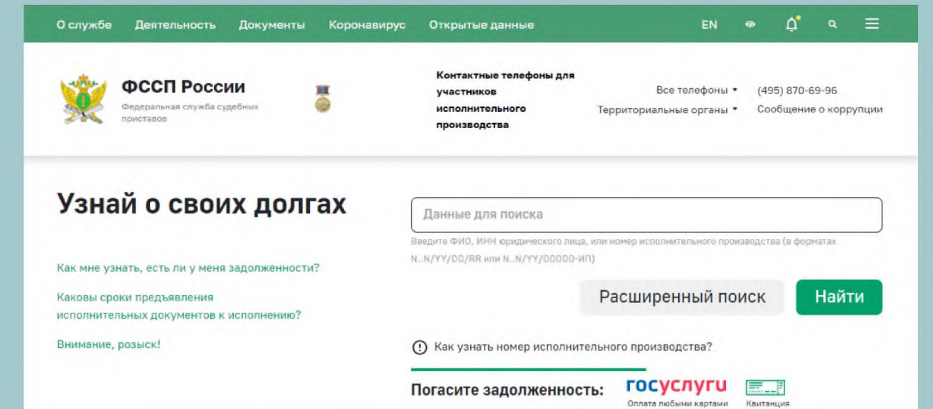 О службе Деятельность Документы Коронавирус Открытые данные EN
ФССП России
Федеральная служба судебных
приставов
Контактные телефоны для
участников
исполнительного
производства
Все телефоны
Территориальные органы
(495) 870-69-96
Сообщение о коррупции
Узнай о своих долгах
Как мне узнать, есть ли у меня задолженности?
Каковы сроки предъявления
исполнительных документов к исполнению?
Внимание, розыск!
Данные для поиска
Введите ФИО, ИНН юридического лица, или номер исполнительного производства (в форматах
N..N/YY/DD/RR или N..N/YY/DDDDD-ИП)
Расширенный поиск Найти
Как узнать номер исполнительного производства?
Погасите задолженность:
госуслуги
Оплата любыми картами
Квитанция